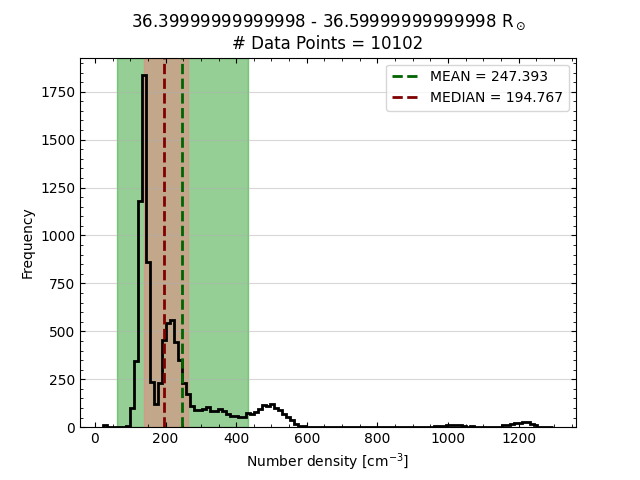 36.39999999999998 - 36.59999999999998 R⊙
# Data Points = 10102
MEAN = 247.393
MEDIAN = 194.767
Frequency
1750
1500
1250
1000
750
500
250
0
0 200 400 600 800 1000 1200
Number density [cm⁻³]